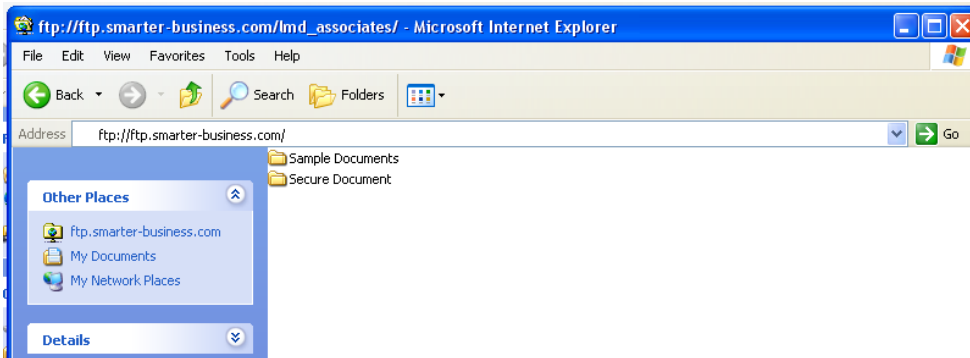 ftp://ftp.smarter-business.com/lmd_associates/ - Microsoft Internet Explorer
File Edit View Favorites Tools Help
Back Search Folders
Address ftp://ftp.smarter-business.com/ Go
Sample Documents
Secure Document
Other Places
ftp.smarter-business.com
My Documents
My Network Places
Details